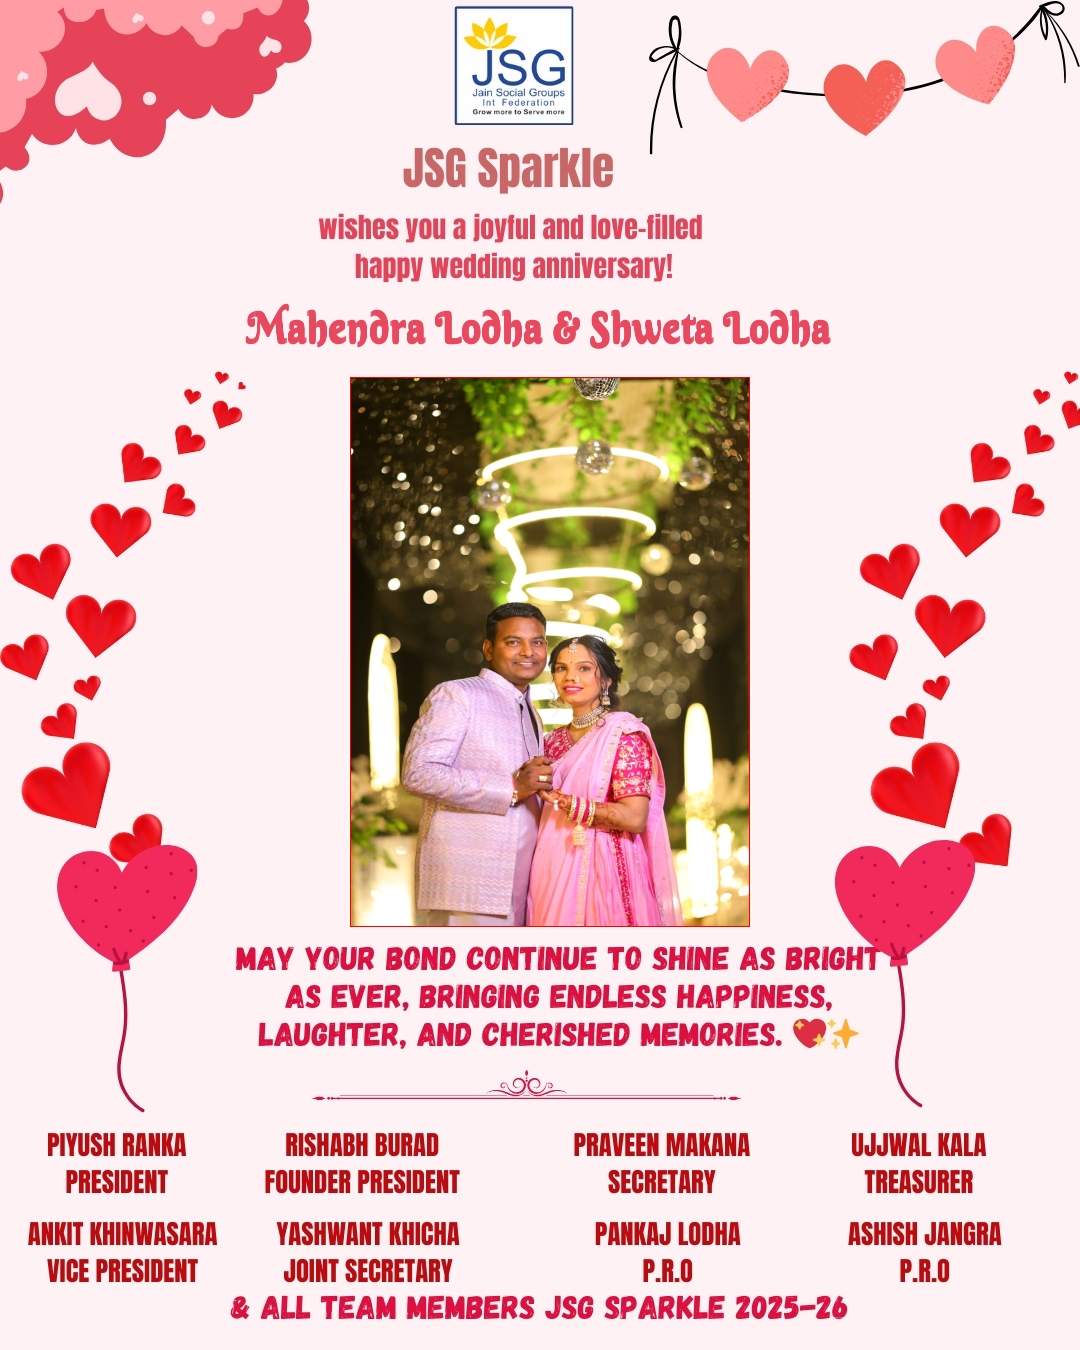 JSG
Jain Social Groups
Int Federation
Grow more to Serve more
JSG Sparkle
wishes you a joyful and love-filled
happy wedding anniversary!
Mahendra Lodha & Shweta Lodha
MAY YOUR BOND CONTINUE TO SHINE AS BRIGHT
AS EVER, BRINGING ENDLESS HAPPINESS,
LAUGHTER, AND CHERISHED MEMORIES. 💖✨
PIYUSH RANKA
PRESIDENT
RISHABH BURAD
FOUNDER PRESIDENT
PRAVEEN MAKANA
SECRETARY
UJJWAL KALA
TREASURER
ANKIT KHINWASARA
VICE PRESIDENT
YASHWANT KHICHA
JOINT SECRETARY
PANKAJ LODHA
P.R.O
ASHISH JANGRA
P.R.O
& ALL TEAM MEMBERS JSG SPARKLE 2025-26